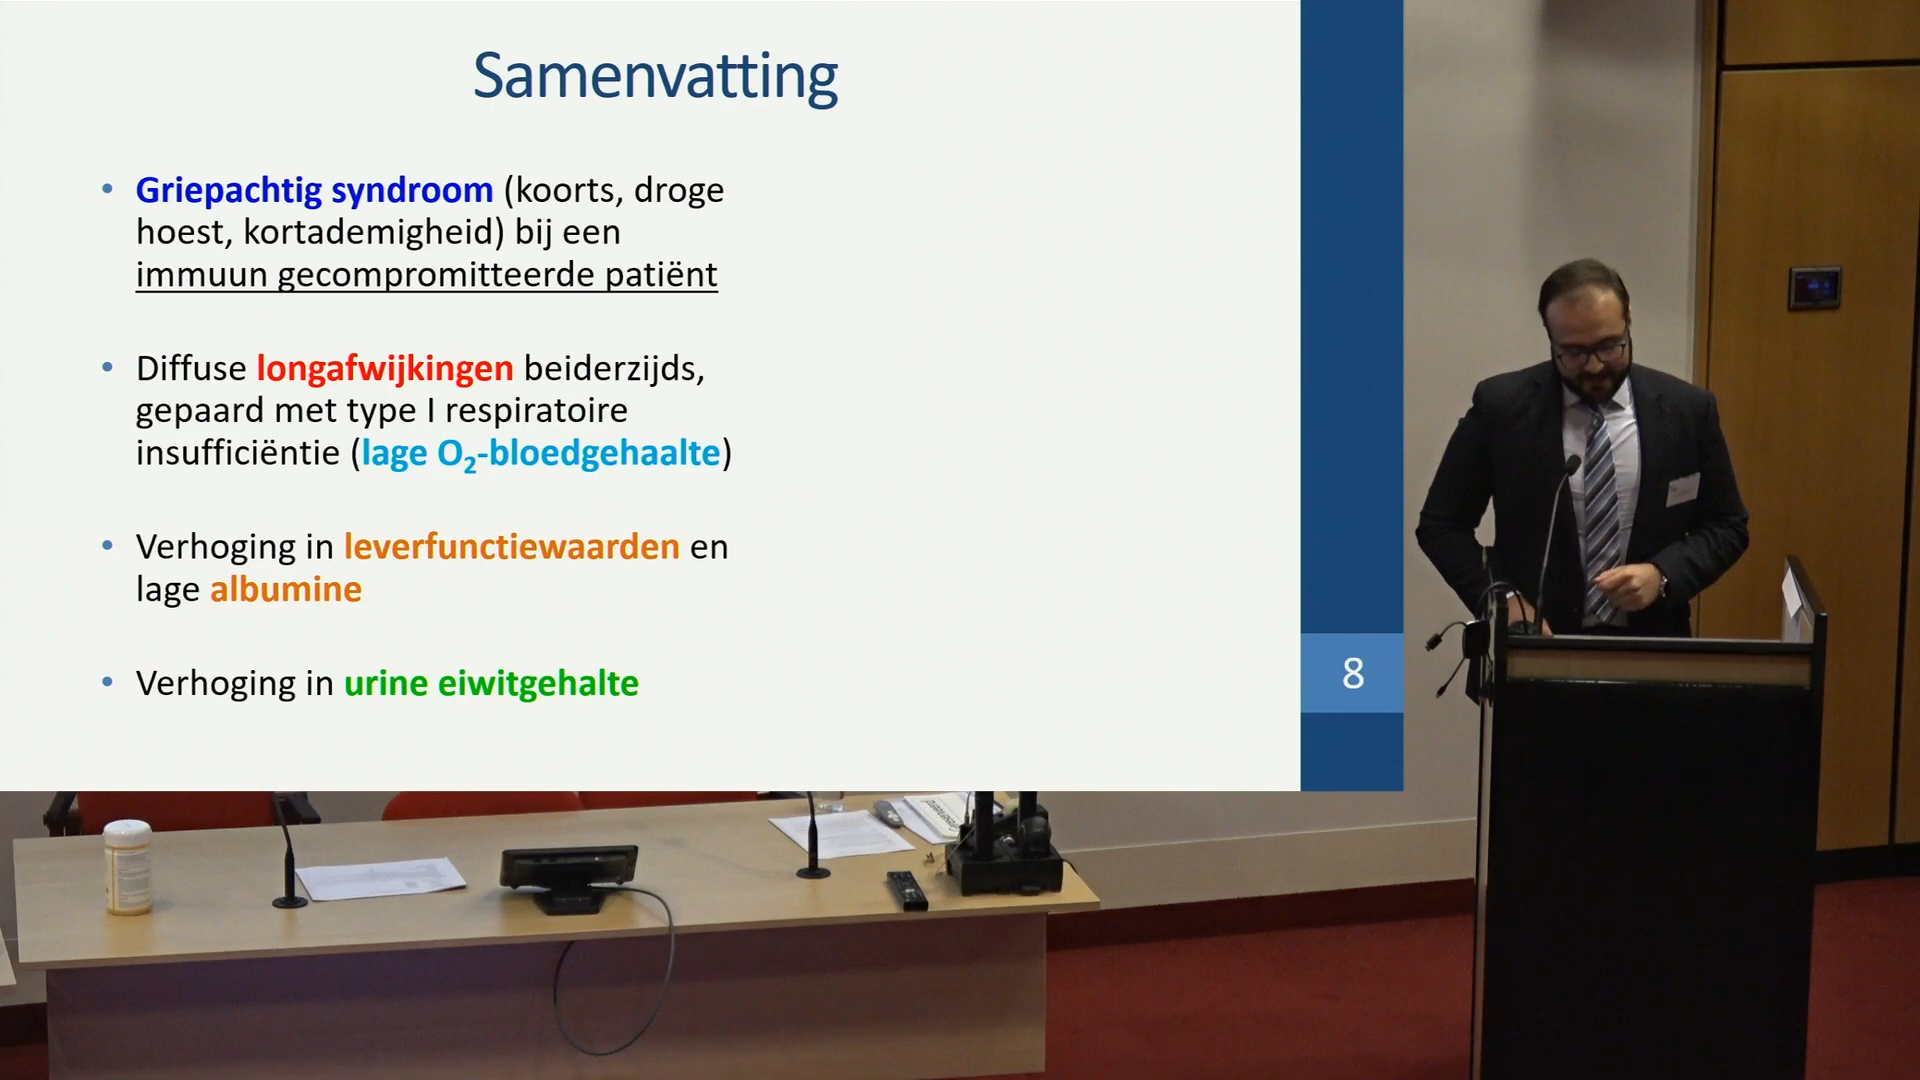 Samenvatting
• Griepachtig syndroom (koorts, droge
hoest, kortademigheid) bij een
immuun gecompromitteerde patiënt
• Diffuse longafwijkingen beiderzijds,
gepaard met type I respiratoire
insufficiëntie (lage O₂-bloedgehaalte)
• Verhoging in leverfunctiewaarden en
lage albumine
• Verhoging in urine eiwitgehalte
8